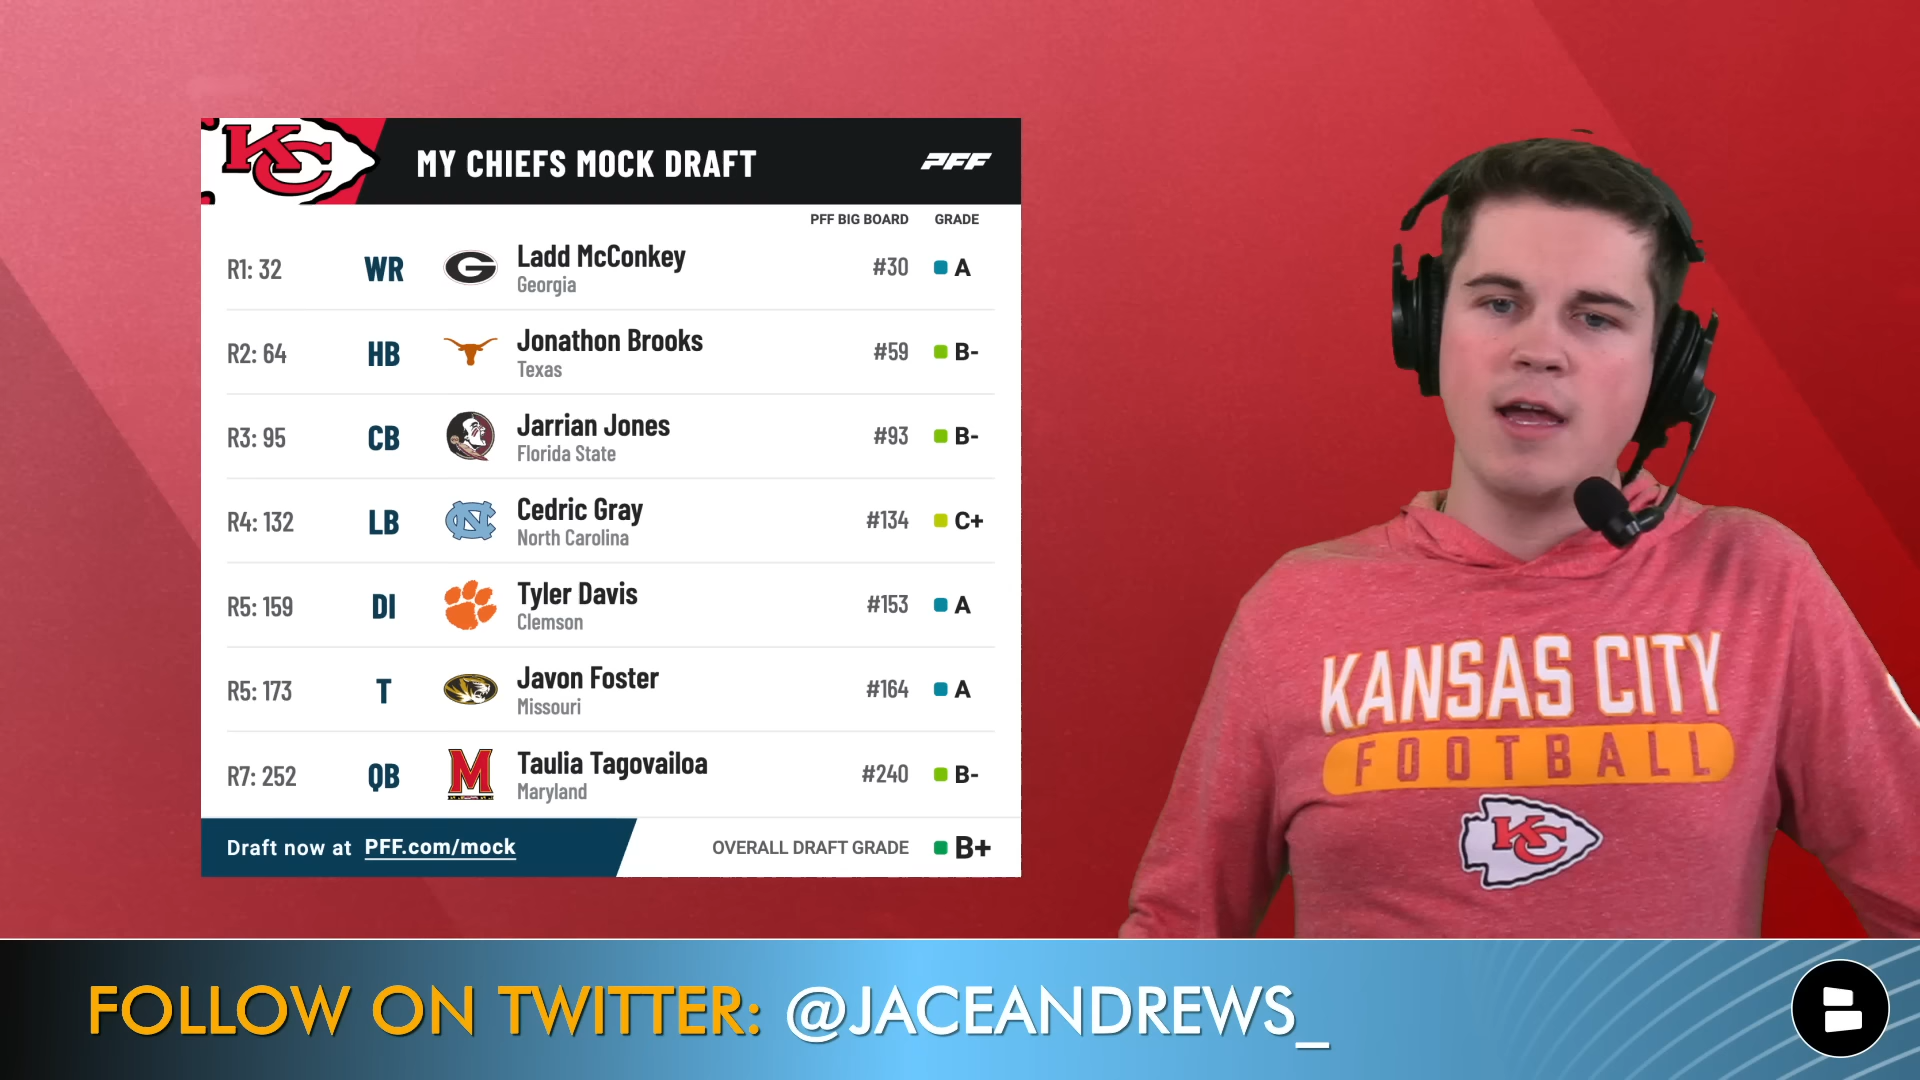 KC
MY CHIEFS MOCK DRAFT
PFF
PFF BIG BOARD GRADE
R1: 32 WR G Ladd McConkey #30 A
Georgia
R2: 64 HB Jonathon Brooks #59 B-
Texas
R3: 95 CB Jarrian Jones #93 B-
Florida State
R4: 132 LB NC Cedric Gray #134 C+
North Carolina
R5: 159 DI Tyler Davis #153 A
Clemson
R5: 173 T Javon Foster #164 A
Missouri
R7: 252 QB M Taulia Tagovailoa #240 B-
Maryland
Draft now at PFF.com/mock OVERALL DRAFT GRADE B+
KANSAS CITY
FOOTBALL
KC
FOLLOW ON TWITTER: @JACEANDREWS_